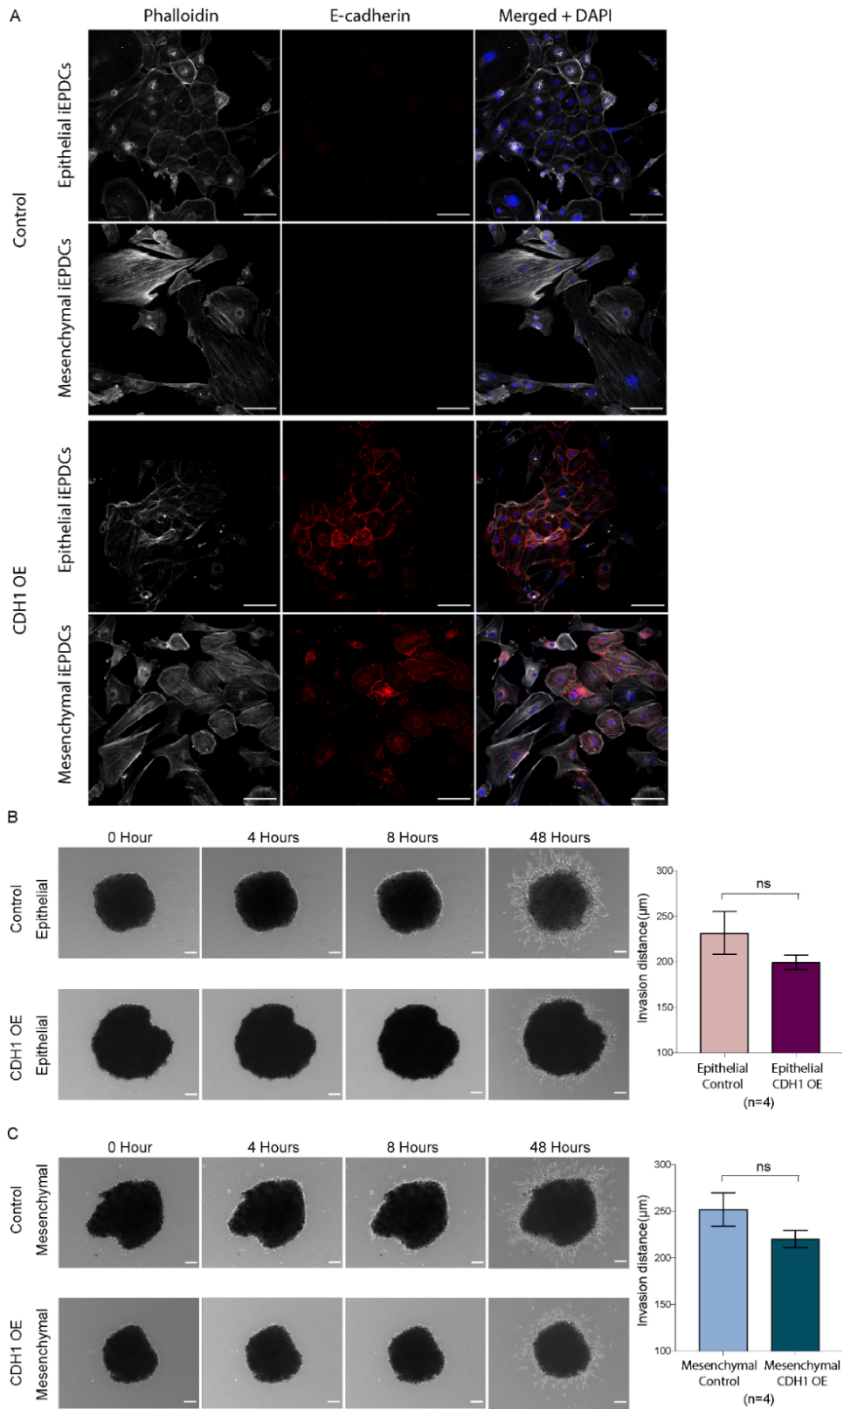 A
Phalloidin
E-cadherin
Merged + DAPI
Control
Epithelial iEPDCs
Mesenchymal iEPDCs
CDH1 OE
Epithelial iEPDCs
Mesenchymal iEPDCs
B
0 Hour
4 Hours
8 Hours
48 Hours
Control
Epithelial
CDH1 OE
Epithelial
Invasion distance(μm)
300
250
200
150
100
ns
Epithelial
Control
Epithelial
CDH1 OE
(n=4)
C
0 Hour
4 Hours
8 Hours
48 Hours
Control
Mesenchymal
CDH1 OE
Mesenchymal
Invasion distance(μm)
300
250
200
150
100
ns
Mesenchymal
Control
Mesenchymal
CDH1 OE
(n=4)